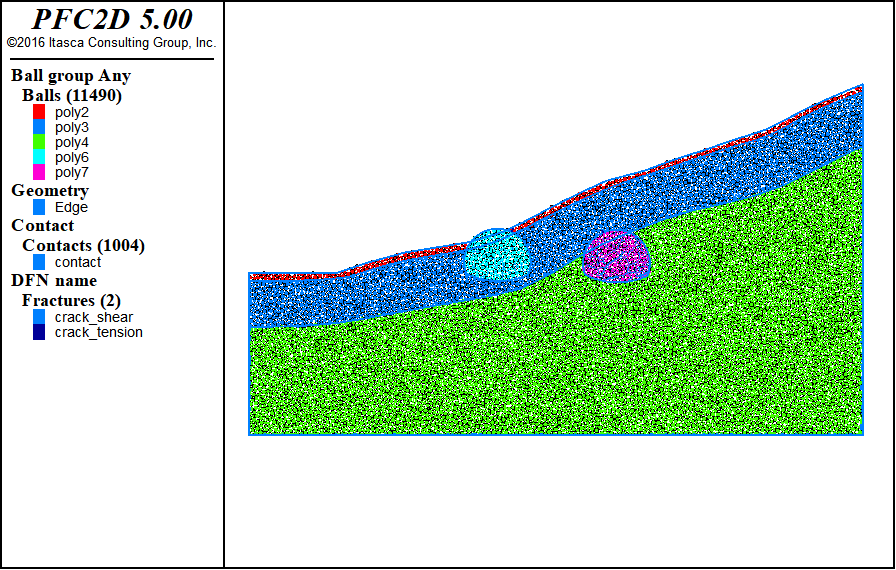 PFC2D 5.00
©2016 Itasca Consulting Group, Inc.
Ball group Any
Balls (11490)
poly2
poly3
poly4
poly6
poly7
Geometry
Edge
Contact
Contacts (1004)
contact
DFN name
Fractures (2)
crack_shear
crack_tension